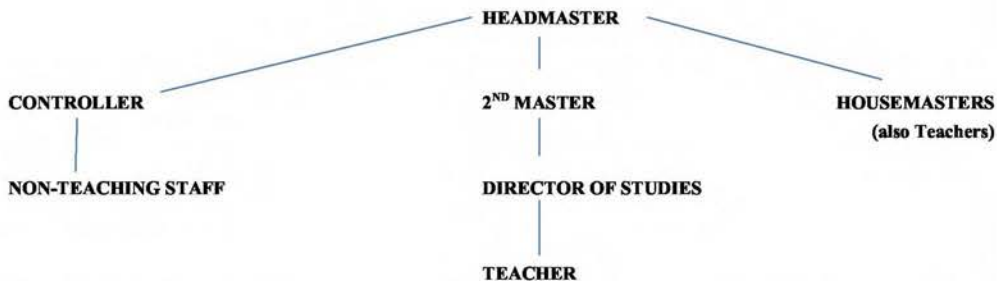 HEADMASTER
CONTROLLER
2ND MASTER
HOUSEMASTERS
(also Teachers)
NON-TEACHING STAFF
DIRECTOR OF STUDIES
TEACHER